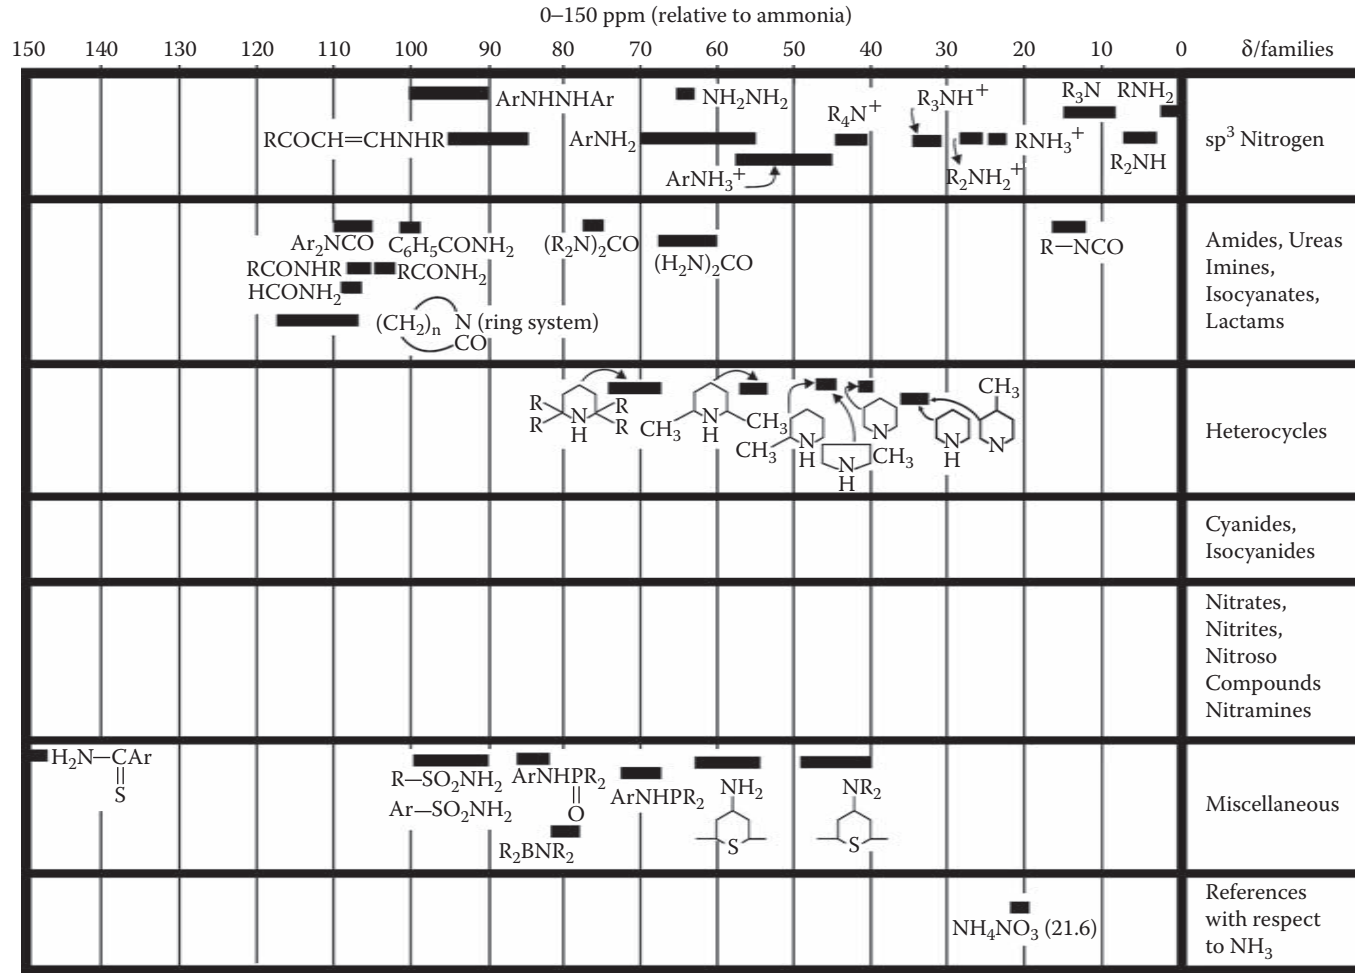 0–150 ppm (relative to ammonia)
150 140 130 120 110 100 90 80 70 60 50 40 30 20 10 0 δ/families
ArNHNHAr
NH₂NH₂
R₄N⁺
R₃NH⁺
R₃N
RNH₂
RCOCH=CHNHR
ArNH₂
ArNH₃⁺
RNH₃⁺
R₂NH₂⁺
R₂NH
sp³ Nitrogen
Ar₂NCO
C₆H₅CONH₂
(R₂N)₂CO
(H₂N)₂CO
R–NCO
RCONHR
RCONH₂
HCONH₂
(CH₂)ₙ N (ring system)
CO
Amides, Ureas
Imines,
Isocyanates,
Lactams
R
R
N
H
R
R
CH₃
N
H
CH₃
CH₃
N
H
N
H
CH₃
N
N
H
CH₃
N
Heterocycles
Cyanides,
Isocyanides
Nitrates,
Nitrites,
Nitroso
Compounds
Nitramines
H₂N–CAr
S
R–SO₂NH₂
Ar–SO₂NH₂
ArNHPR₂
O
R₂BNR₂
ArNHPR₂
NH₂
S
NR₂
S
Miscellaneous
NH₄NO₃ (21.6)
References
with respect
to NH₃